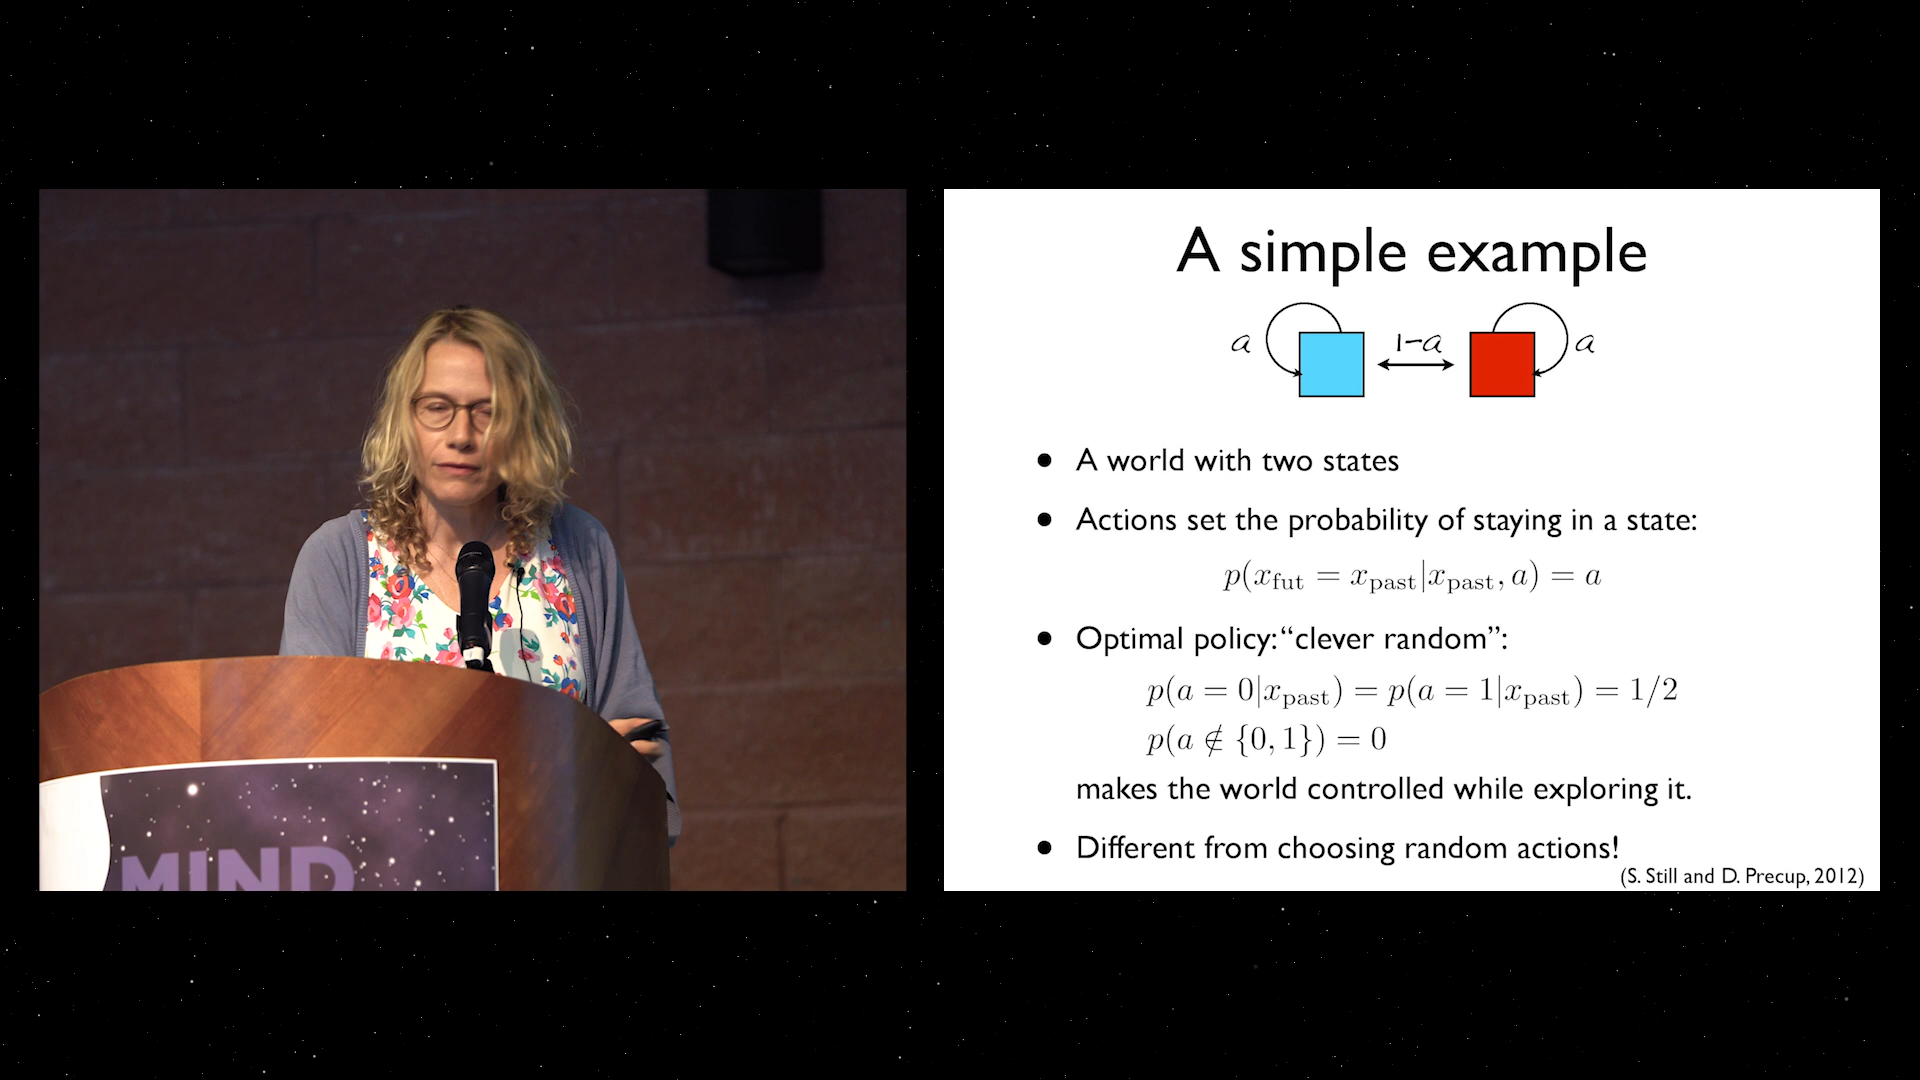 MIND
A simple example
a
1-a
a
• A world with two states
• Actions set the probability of staying in a state:
p(x_fut = x_past|x_past, a) = a
• Optimal policy:“clever random”:
p(a = 0|x_past) = p(a = 1|x_past) = 1/2
p(a ∉ {0, 1}) = 0
makes the world controlled while exploring it.
• Different from choosing random actions!
(S. Still and D. Precup, 2012)